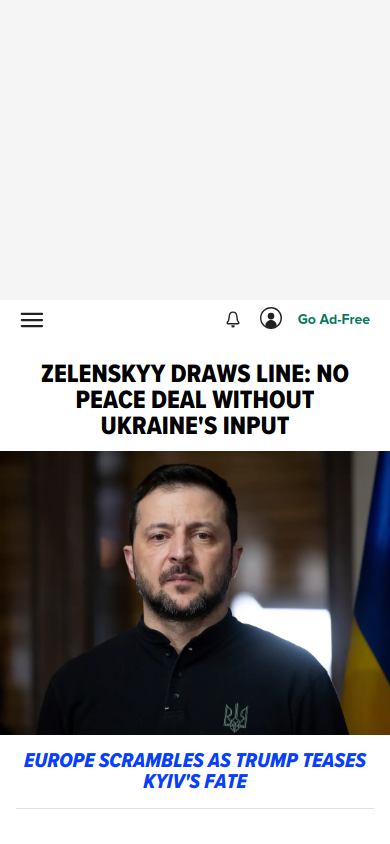 Go Ad-Free
ZELENSKYY DRAWS LINE: NO
PEACE DEAL WITHOUT
UKRAINE'S INPUT
EUROPE SCRAMBLES AS TRUMP TEASES
KYIV'S FATE